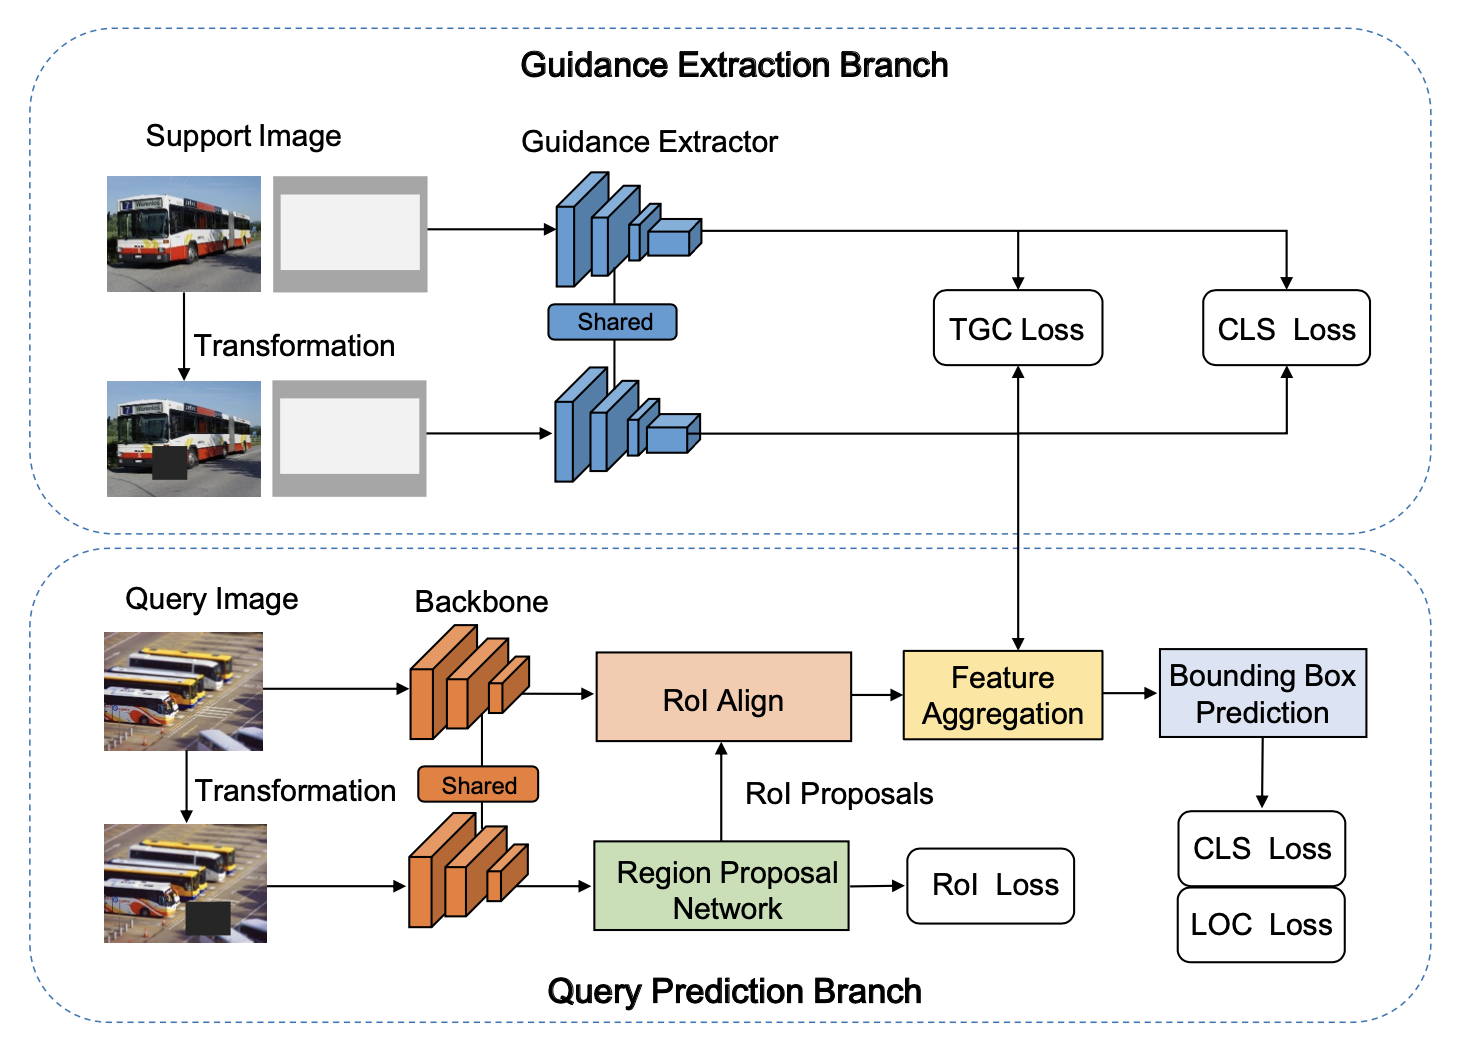 Guidance Extraction Branch
Support Image
Guidance Extractor
Shared
TGC Loss
CLS Loss
Transformation
Query Image
Backbone
RoI Align
Feature
Aggregation
Bounding Box
Prediction
Shared
Transformation
RoI Proposals
Region Proposal
Network
RoI Loss
CLS Loss
LOC Loss
Query Prediction Branch